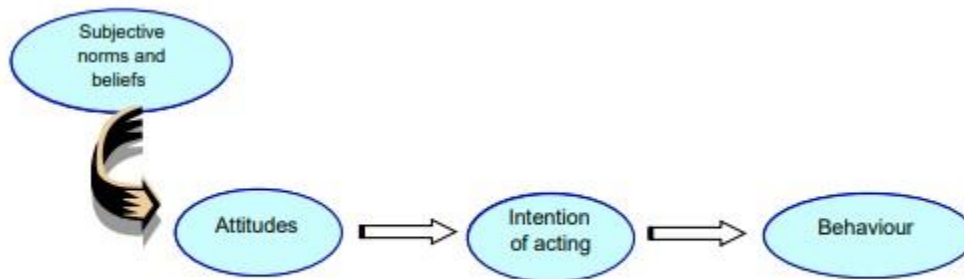 Subjective
norms and
beliefs
Attitudes
Intention
of acting
Behaviour